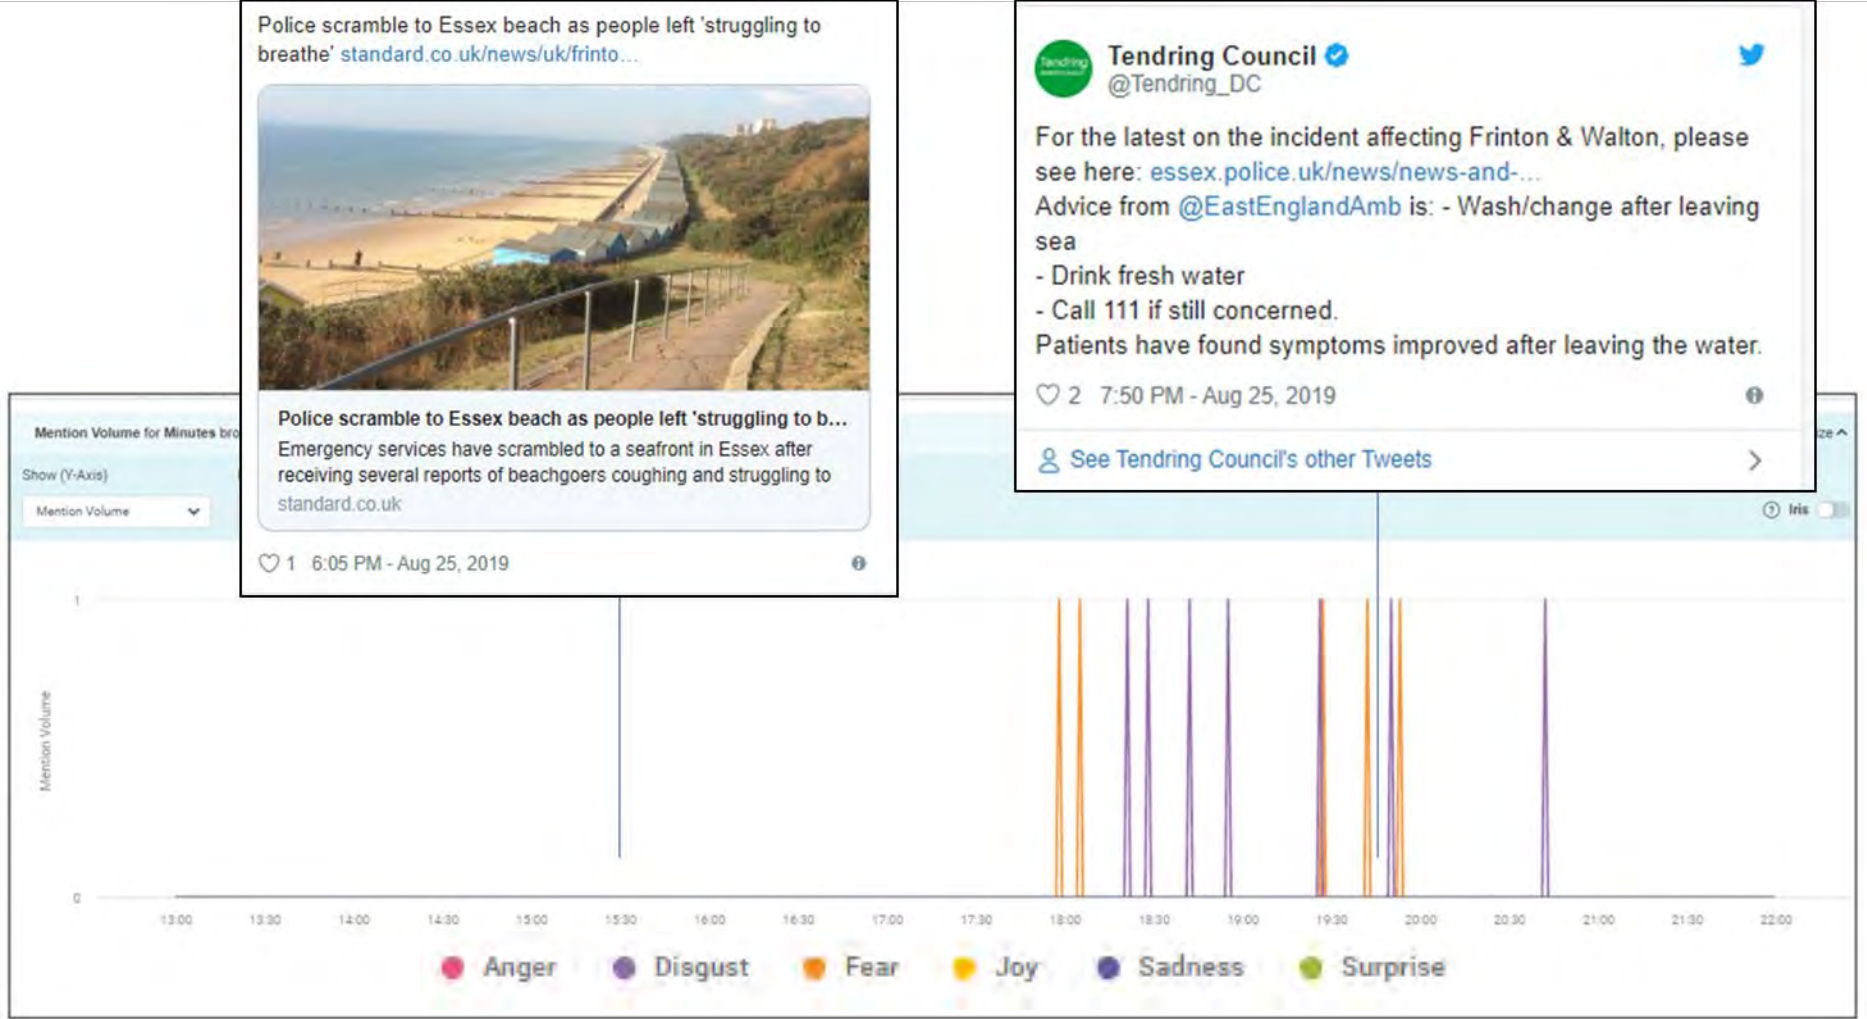 Police scramble to Essex beach as people left 'struggling to
breathe' standard.co.uk/news/uk/frinto...
Police scramble to Essex beach as people left 'struggling to b...
Emergency services have scrambled to a seafront in Essex after
receiving several reports of beachgoers coughing and struggling to
standard.co.uk
1 6:05 PM - Aug 25, 2019
Tendring
Tendring Council
@Tendring_DC
For the latest on the incident affecting Frinton & Walton, please
see here: essex.police.uk/news/news-and-...
Advice from @EastEnglandAmb is: - Wash/change after leaving
sea
- Drink fresh water
- Call 111 if still concerned.
Patients have found symptoms improved after leaving the water.
2 7:50 PM - Aug 25, 2019
See Tendring Council's other Tweets
Mention Volume for Minutes bro
Show (Y-Axis)
Mention Volume
ze
Iris
1
Mention Volume
0
13:00 13:30 14:00 14:30 15:00 15:30 16:00 16:30 17:00 17:30 18:00 18:30 19:00 19:30 20:00 20:30 21:00 21:30 22:00
Anger Disgust Fear Joy Sadness Surprise